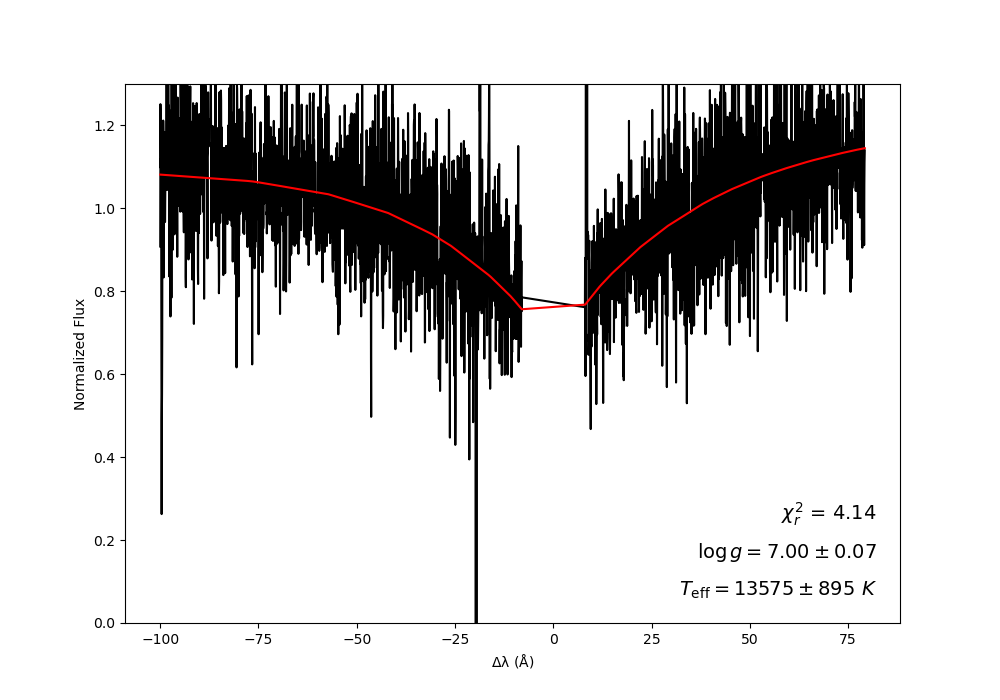 1.2
1.0
0.8
0.6
0.4
0.2
0.0
Normalized Flux
χ²ᵣ = 4.14
log g = 7.00 ± 0.07
T_eff = 13575 ± 895 K
−100 −75 −50 −25 0 25 50 75
Δλ (Å)